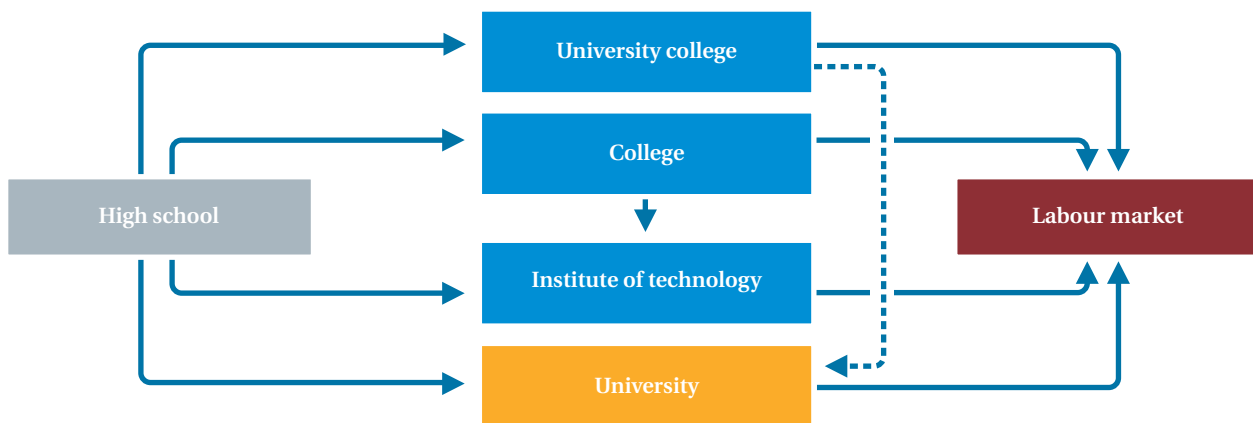 University college
College
High school
Labour market
Institute of technology
University